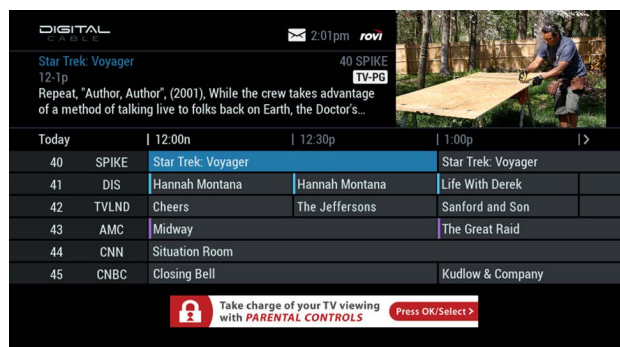 DIGITAL
CABLE
2:01pm rovi
Star Trek: Voyager 40 SPIKE
12-1p TV-PG
Repeat, "Author, Author", (2001), While the crew takes advantage
of a method of talking live to folks back on Earth, the Doctor's...
Today 12:00n 12:30p 1:00p
40 SPIKE Star Trek: Voyager Star Trek: Voyager
41 DIS Hannah Montana Hannah Montana Life With Derek
42 TVLND Cheers The Jeffersons Sanford and Son
43 AMC Midway The Great Raid
44 CNN Situation Room
45 CNBC Closing Bell Kudlow & Company
Take charge of your TV viewing
with PARENTAL CONTROLS
Press OK/Select >